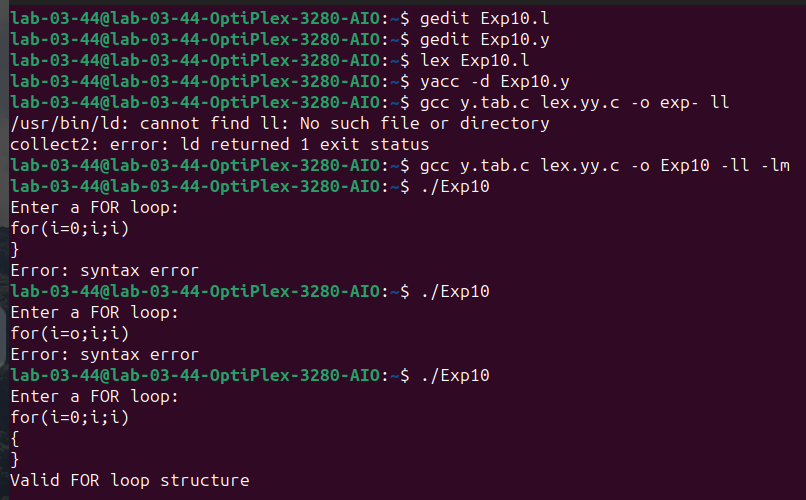 lab-03-44@lab-03-44-OptiPlex-3280-AIO:~$ gedit Exp10.l
lab-03-44@lab-03-44-OptiPlex-3280-AIO:~$ gedit Exp10.y
lab-03-44@lab-03-44-OptiPlex-3280-AIO:~$ lex Exp10.l
lab-03-44@lab-03-44-OptiPlex-3280-AIO:~$ yacc -d Exp10.y
lab-03-44@lab-03-44-OptiPlex-3280-AIO:~$ gcc y.tab.c lex.yy.c -o exp- ll
/usr/bin/ld: cannot find ll: No such file or directory
collect2: error: ld returned 1 exit status
lab-03-44@lab-03-44-OptiPlex-3280-AIO:~$ gcc y.tab.c lex.yy.c -o Exp10 -ll -lm
lab-03-44@lab-03-44-OptiPlex-3280-AIO:~$ ./Exp10
Enter a FOR loop:
for(i=0;i;i)
}
Error: syntax error
lab-03-44@lab-03-44-OptiPlex-3280-AIO:~$ ./Exp10
Enter a FOR loop:
for(i=o;i;i)
Error: syntax error
lab-03-44@lab-03-44-OptiPlex-3280-AIO:~$ ./Exp10
Enter a FOR loop:
for(i=0;i;i)
{
}
Valid FOR loop structure